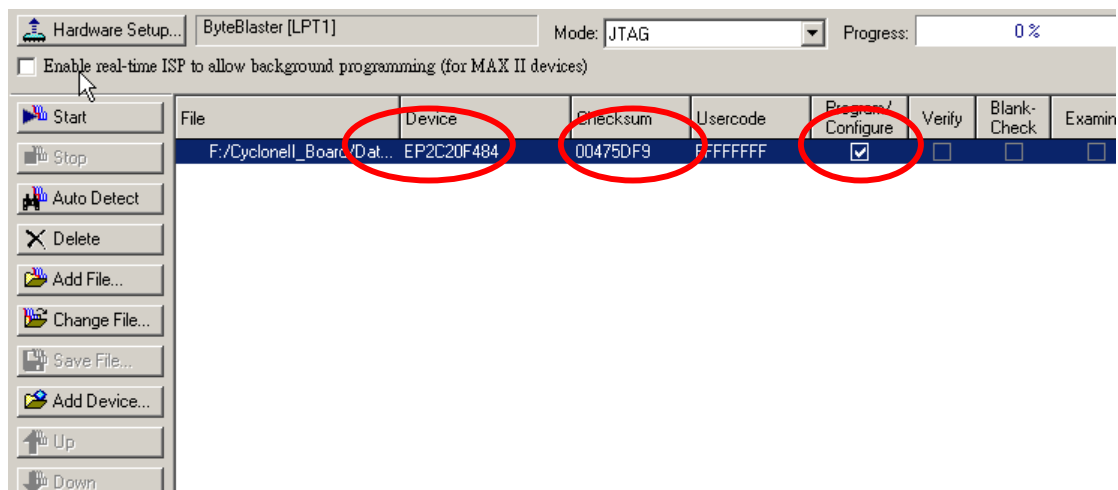 Hardware Setup... ByteBlaster [LPT1] Mode: JTAG Progress: 0 %
Enable real-time ISP to allow background programming (for MAX II devices)
Start
Stop
Auto Detect
Delete
Add File...
Change File...
Save File...
Add Device...
Up
Down
File Device Checksum Usercode Program/ Configure Verify Blank- Check Examin
F:/CycloneII_Board/Dat... EP2C20F484 00475DF9 FFFFFFFF